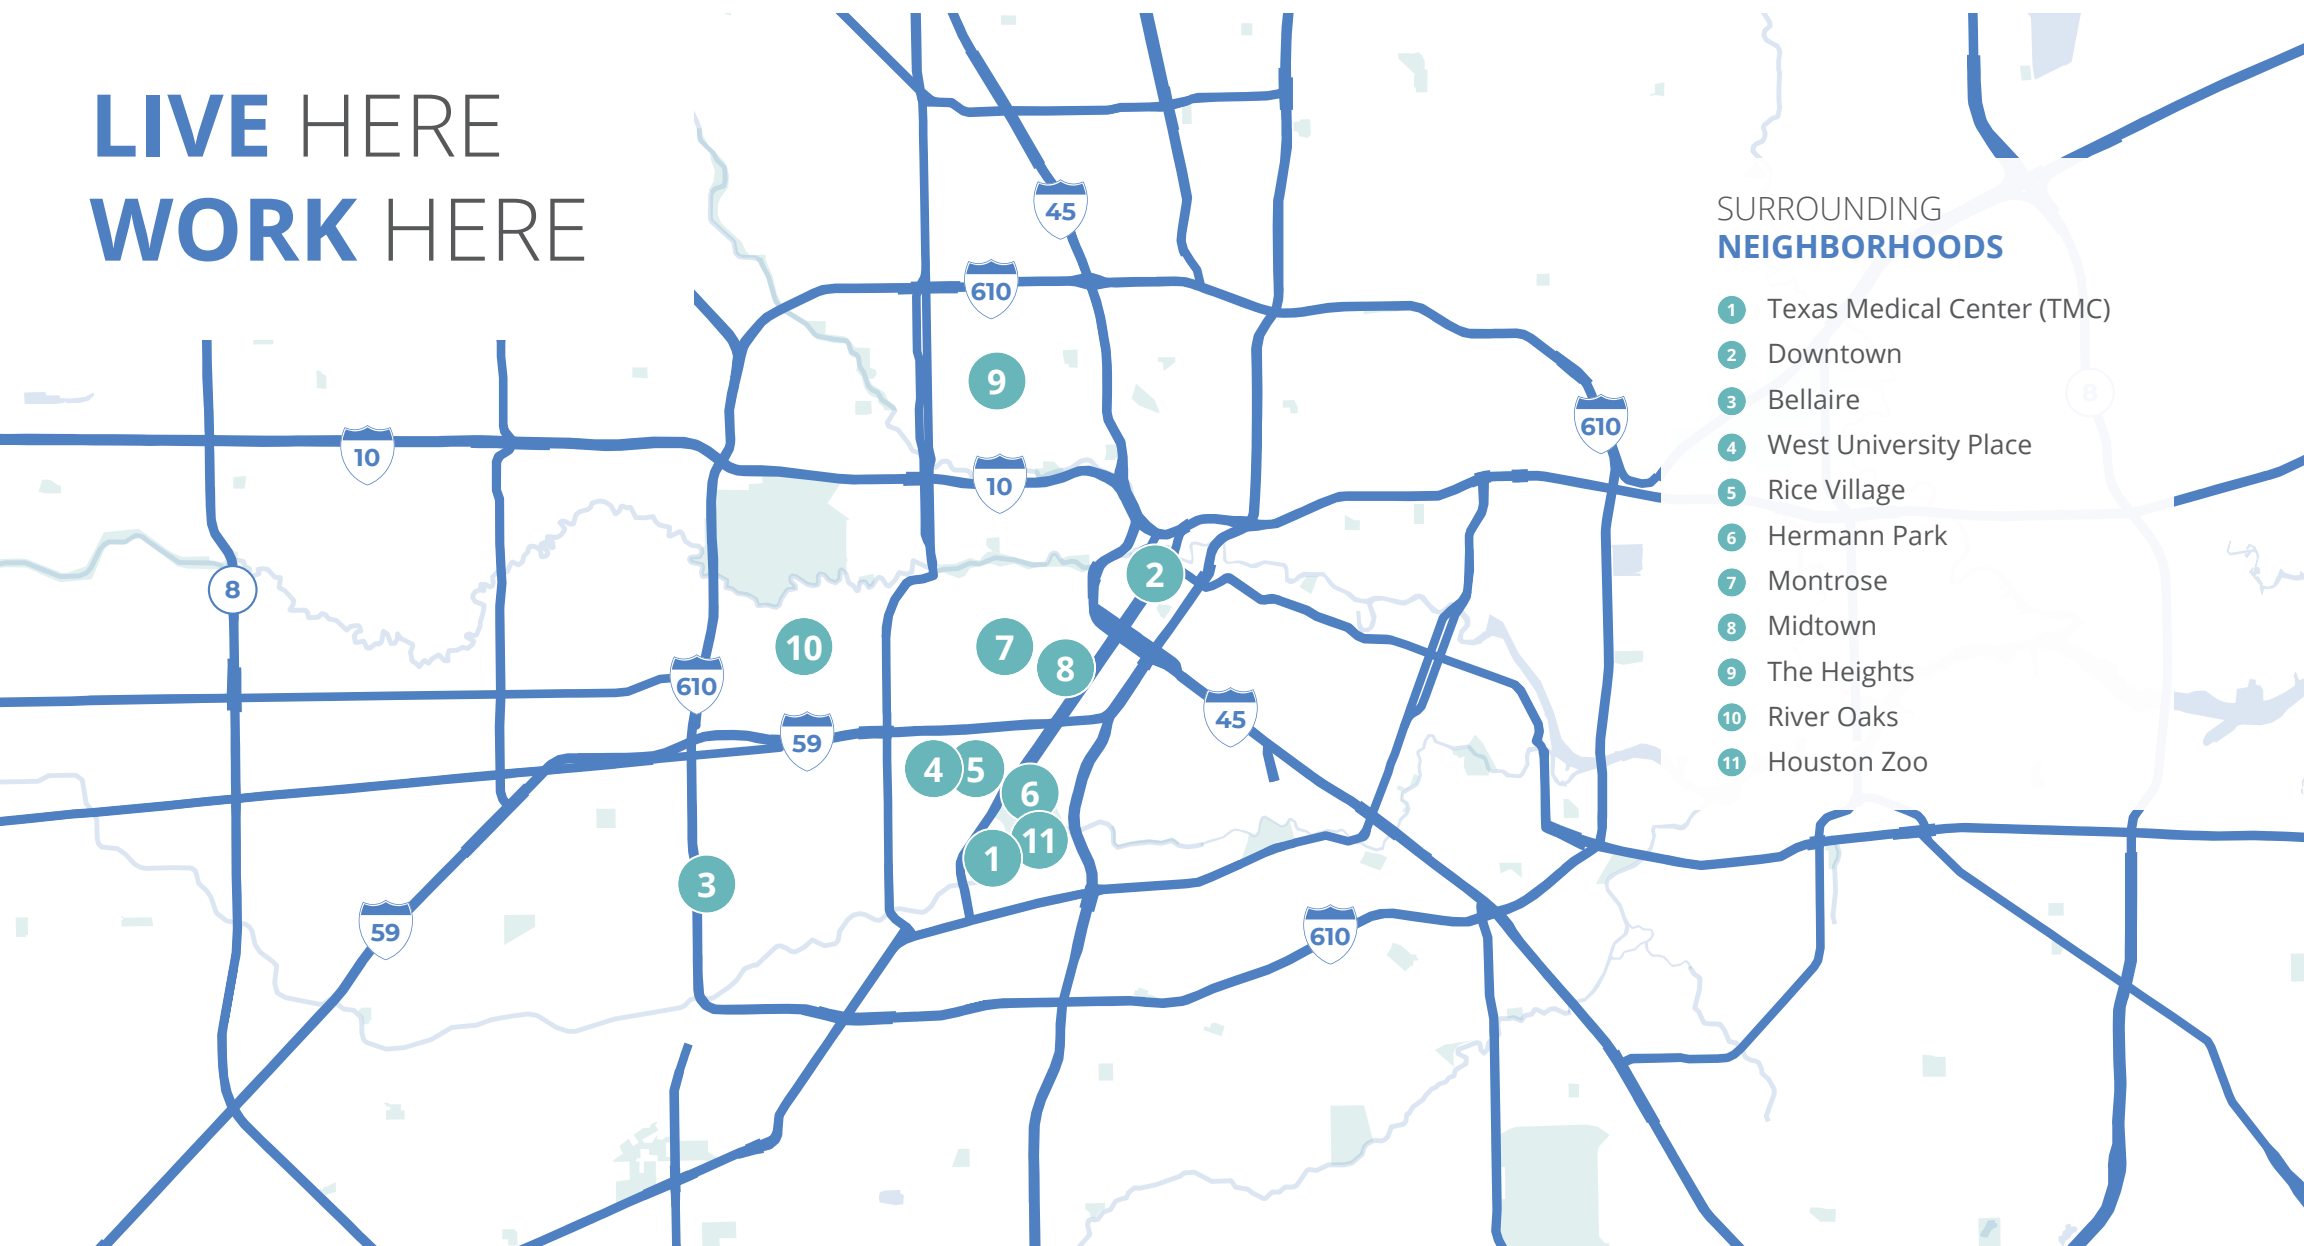 LIVE HERE
WORK HERE
SURROUNDING
NEIGHBORHOODS
1 Texas Medical Center (TMC)
2 Downtown
3 Bellaire
4 West University Place
5 Rice Village
6 Hermann Park
7 Montrose
8 Midtown
9 The Heights
10 River Oaks
11 Houston Zoo
45
610
9
610
8
10
10
2
8
10
7
8
610
45
59
4
5
6
11
1
3
59
610